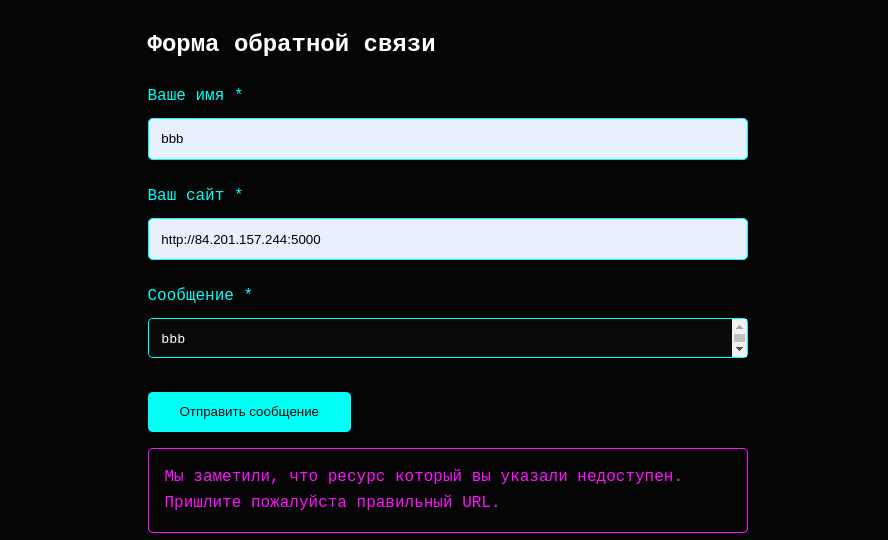 Форма обратной связи
Ваше имя *
bbb
Ваш сайт *
http://84.201.157.244:5000
Сообщение *
bbb
Отправить сообщение
Мы заметили, что ресурс который вы указали недоступен.
Пришлите пожалуйста правильный URL.